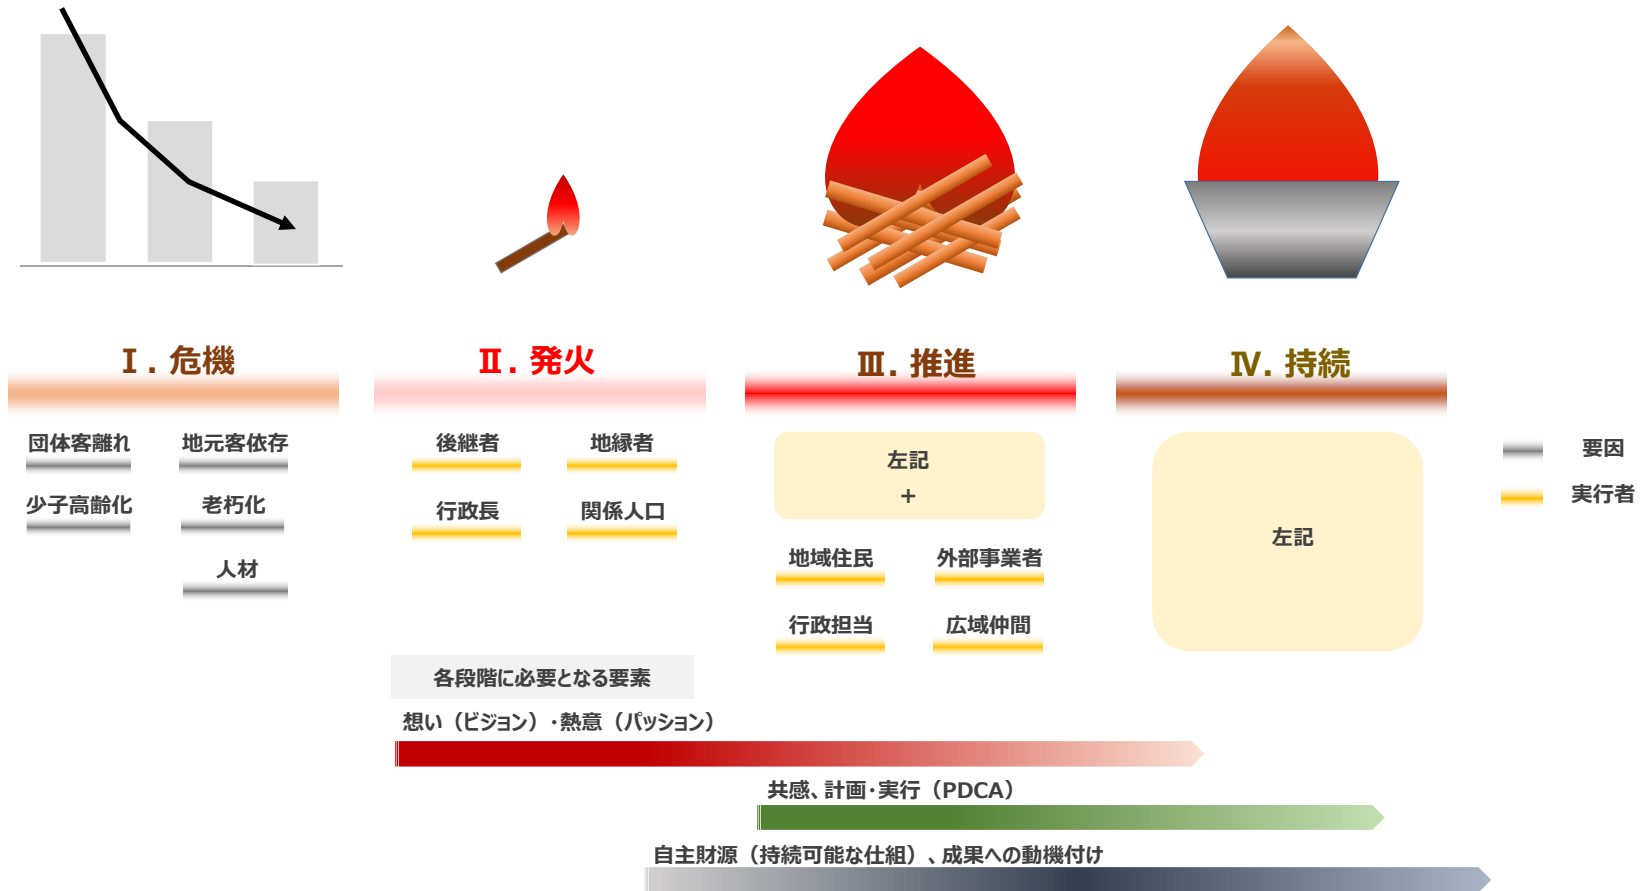 Ⅰ. 危機
Ⅱ. 発火
Ⅲ. 推進
Ⅳ. 持続
団体客離れ
地元客依存
少子高齢化
老朽化
人材
後継者
地縁者
行政長
関係人口
左記
+
地域住民
外部事業者
行政担当
広域仲間
左記
要因
実行者
各段階に必要となる要素
想い（ビジョン）・熱意（パッション）
共感、計画・実行（PDCA）
自主財源（持続可能な仕組）、成果への動機付け